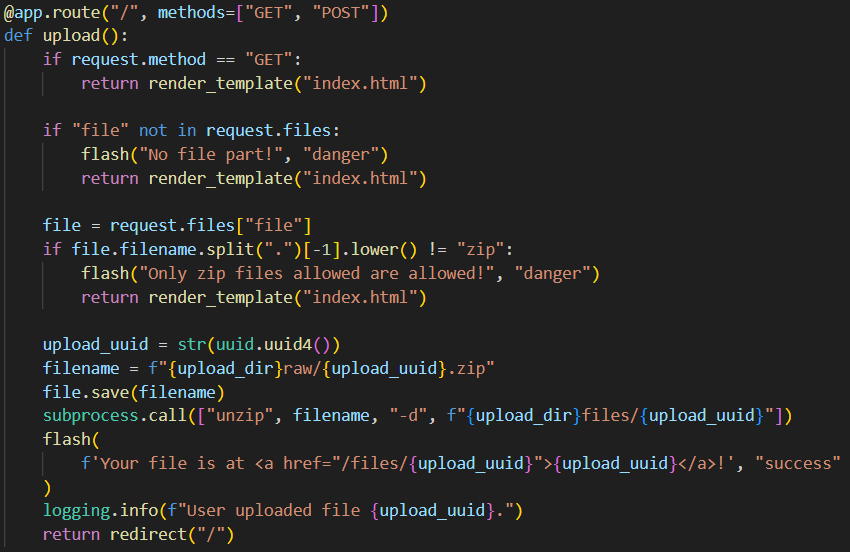 @app.route("/", methods=["GET", "POST"])
def upload():
    if request.method == "GET":
        return render_template("index.html")

    if "file" not in request.files:
        flash("No file part!", "danger")
        return render_template("index.html")

    file = request.files["file"]
    if file.filename.split(".")[-1].lower() != "zip":
        flash("Only zip files allowed are allowed!", "danger")
        return render_template("index.html")

    upload_uuid = str(uuid.uuid4())
    filename = f"{upload_dir}raw/{upload_uuid}.zip"
    file.save(filename)
    subprocess.call(["unzip", filename, "-d", f"{upload_dir}files/{upload_uuid}"])
    flash(
        f'Your file is at <a href="/files/{upload_uuid}">{upload_uuid}</a>!', "success"
    )
    logging.info(f"User uploaded file {upload_uuid}.")
    return redirect("/")